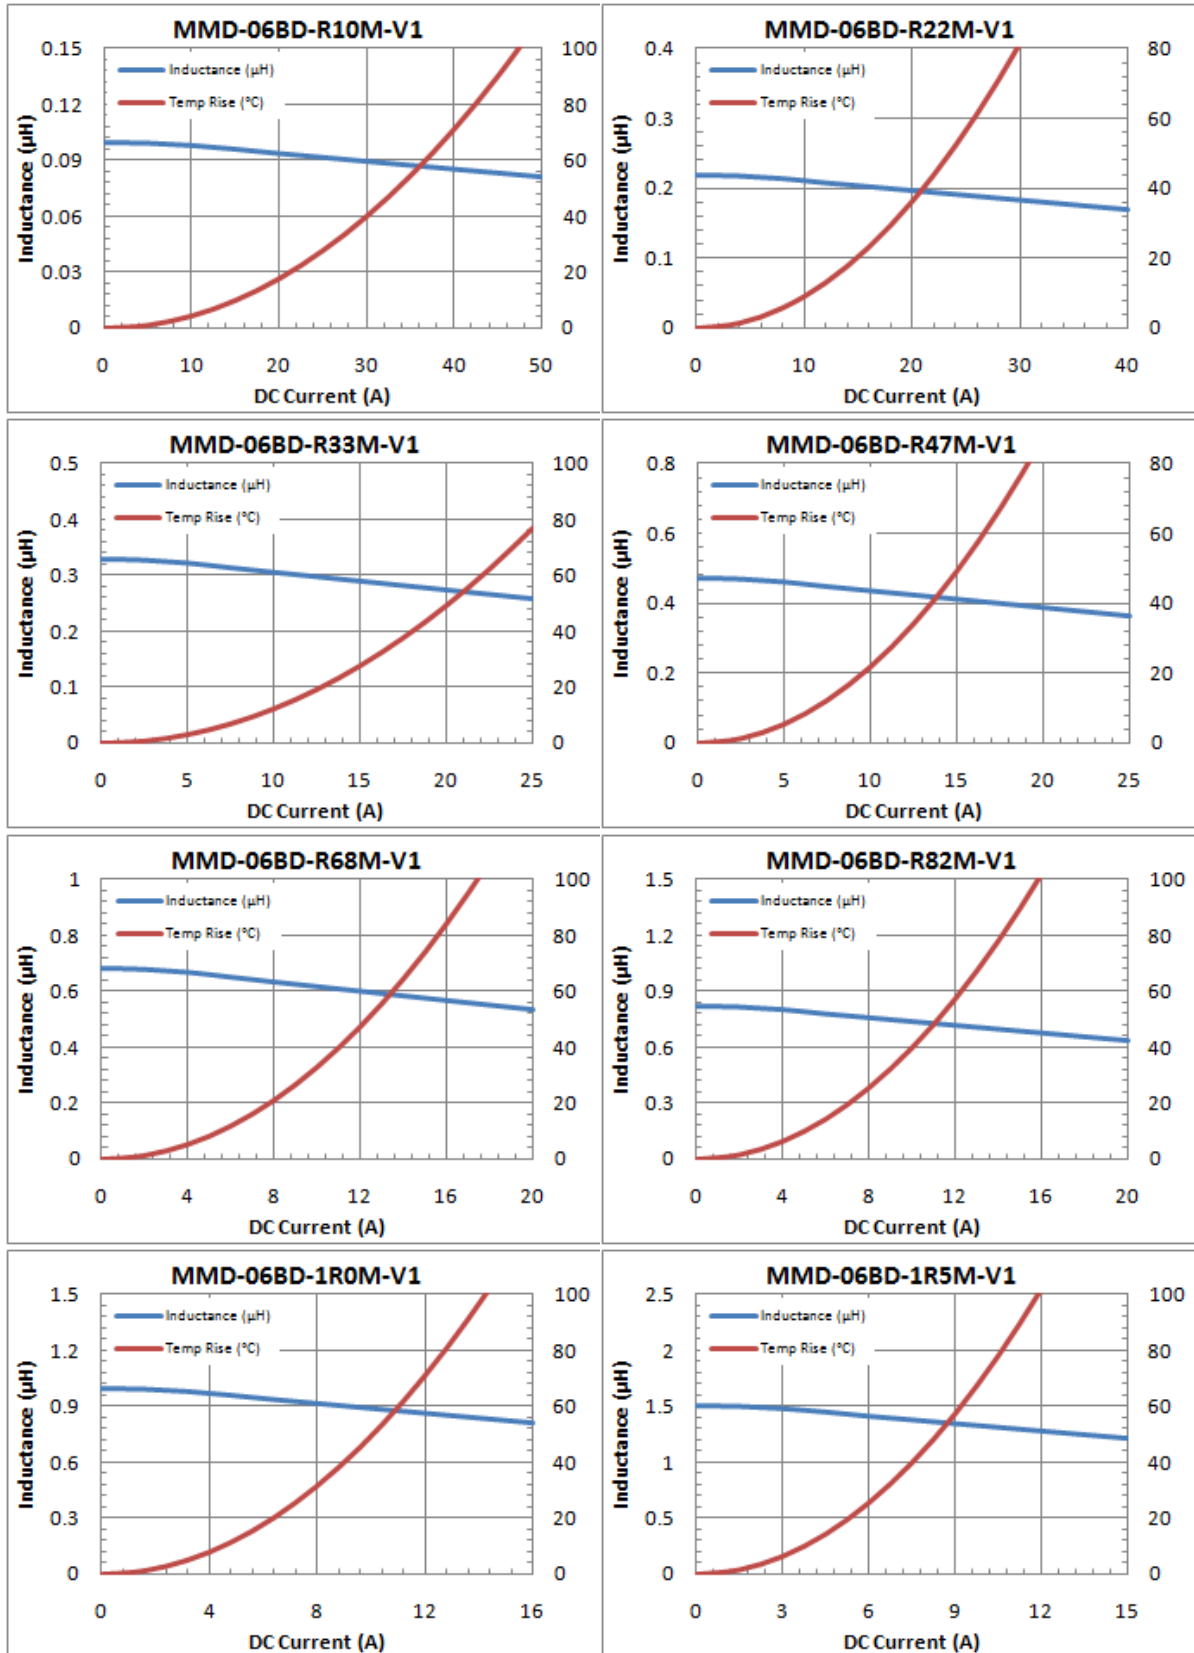 MMD-06BD-R10M-V1
Inductance (µH)
Temp Rise (°C)
Inductance (µH)
0.15
0.12
0.09
0.06
0.03
0
100
80
60
40
20
0
0 10 20 30 40 50
DC Current (A)
MMD-06BD-R22M-V1
Inductance (µH)
Temp Rise (°C)
Inductance (µH)
0.4
0.3
0.2
0.1
0
80
60
40
20
0
0 10 20 30 40
DC Current (A)
MMD-06BD-R33M-V1
Inductance (µH)
Temp Rise (°C)
Inductance (µH)
0.5
0.4
0.3
0.2
0.1
0
100
80
60
40
20
0
0 5 10 15 20 25
DC Current (A)
MMD-06BD-R47M-V1
Inductance (µH)
Temp Rise (°C)
Inductance (µH)
0.8
0.6
0.4
0.2
0
80
60
40
20
0
0 5 10 15 20 25
DC Current (A)
MMD-06BD-R68M-V1
Inductance (µH)
Temp Rise (°C)
Inductance (µH)
1
0.8
0.6
0.4
0.2
0
100
80
60
40
20
0
0 4 8 12 16 20
DC Current (A)
MMD-06BD-R82M-V1
Inductance (µH)
Temp Rise (°C)
Inductance (µH)
1.5
1.2
0.9
0.6
0.3
0
100
80
60
40
20
0
0 4 8 12 16 20
DC Current (A)
MMD-06BD-1R0M-V1
Inductance (µH)
Temp Rise (°C)
Inductance (µH)
1.5
1.2
0.9
0.6
0.3
0
100
80
60
40
20
0
0 4 8 12 16
DC Current (A)
MMD-06BD-1R5M-V1
Inductance (µH)
Temp Rise (°C)
Inductance (µH)
2.5
2
1.5
1
0.5
0
100
80
60
40
20
0
0 3 6 9 12 15
DC Current (A)